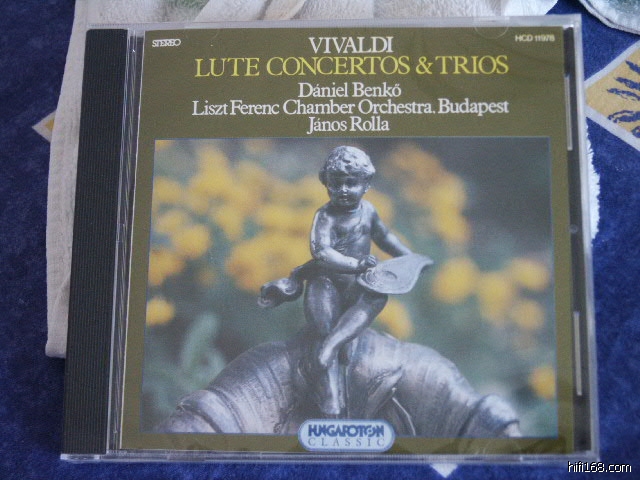 STEREO
HCD 11978
VIVALDI
LUTE CONCERTOS & TRIOS
Dániel Benkő
Liszt Ferenc Chamber Orchestra. Budapest
János Rolla
HUNGAROTON
CLASSIC
hifi168.com